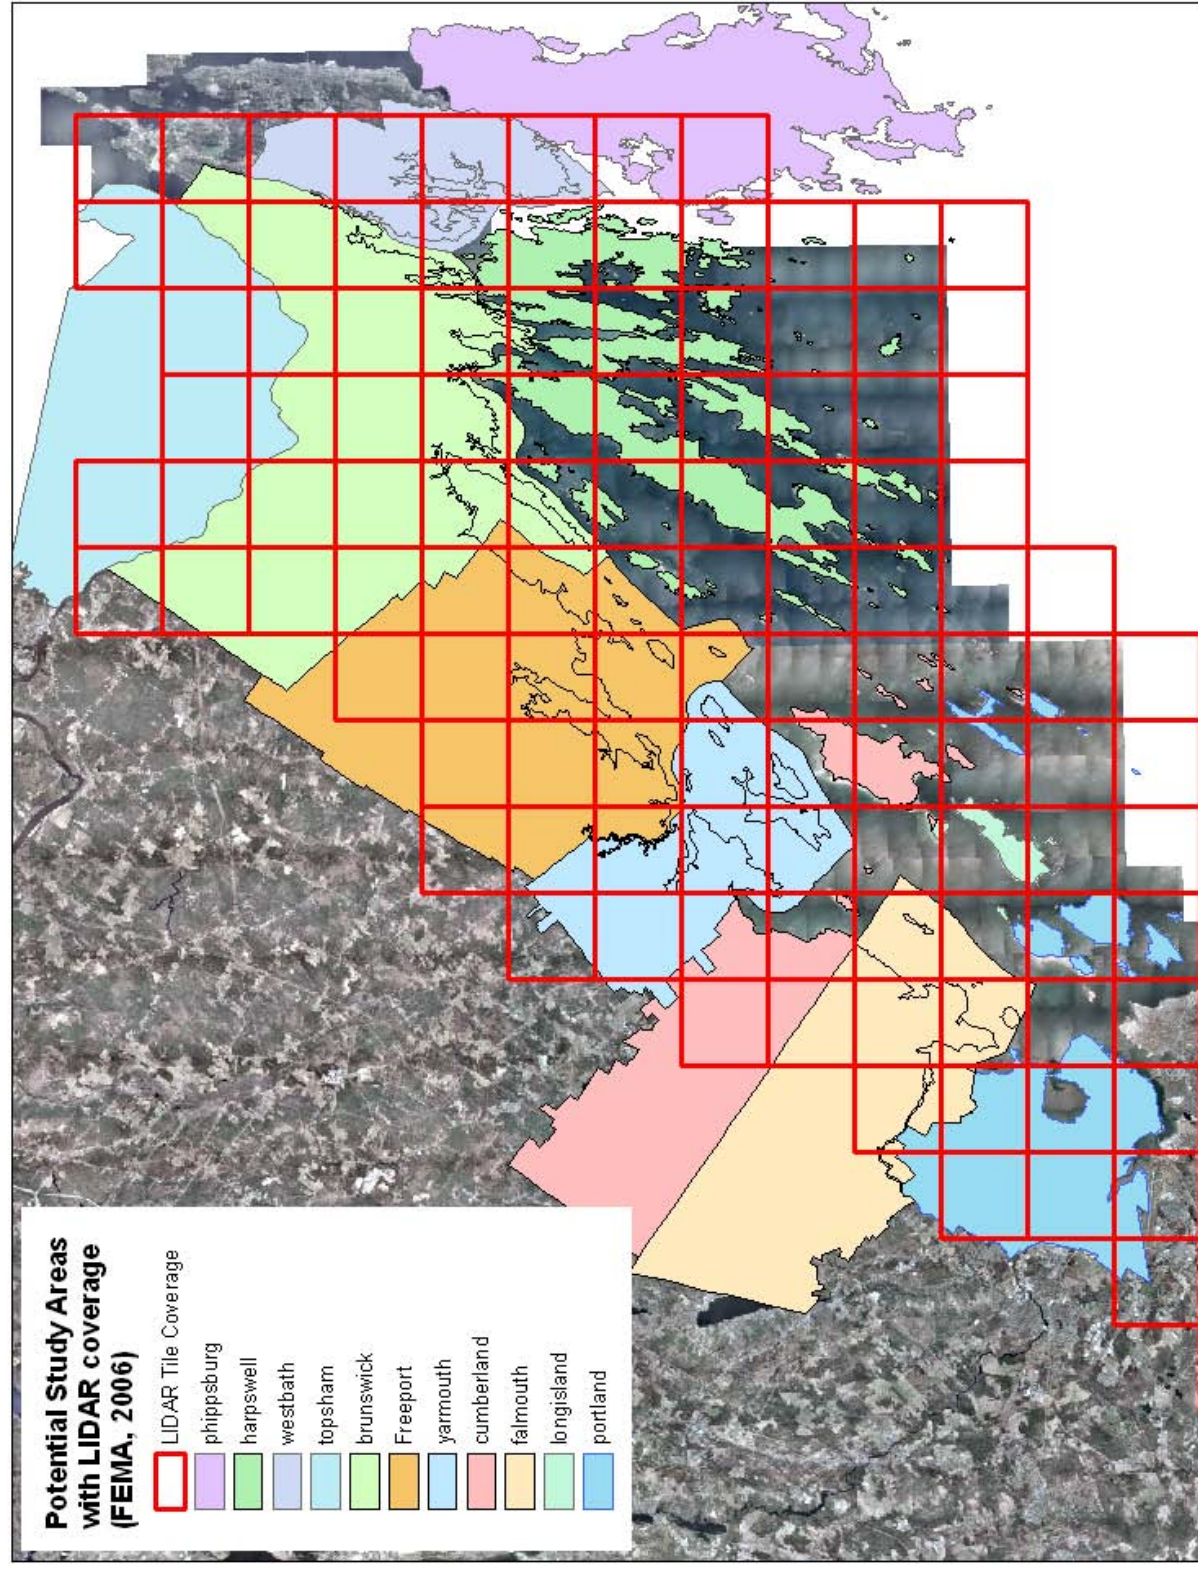 Potential Study Areas
with LIDAR coverage
(FEMA, 2006)
LIDAR Tile Coverage
phippsburg
harpswell
westbath
topsham
brunswick
Freeport
yarmouth
cumberland
falmouth
longisland
portland